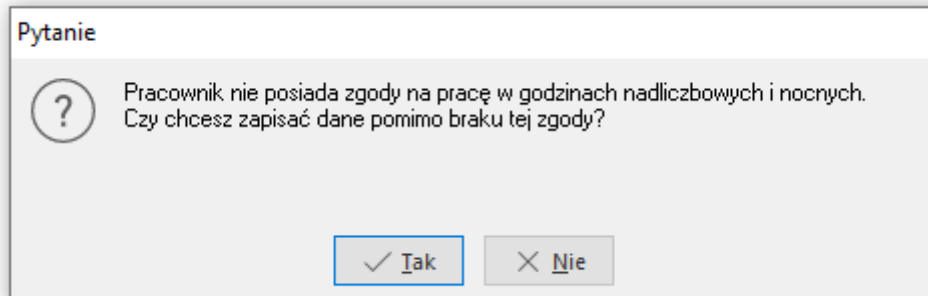 Pytanie
Pracownik nie posiada zgody na pracę w godzinach nadliczbowych i nocnych.
Czy chcesz zapisać dane pomimo braku tej zgody?
Tak
Nie